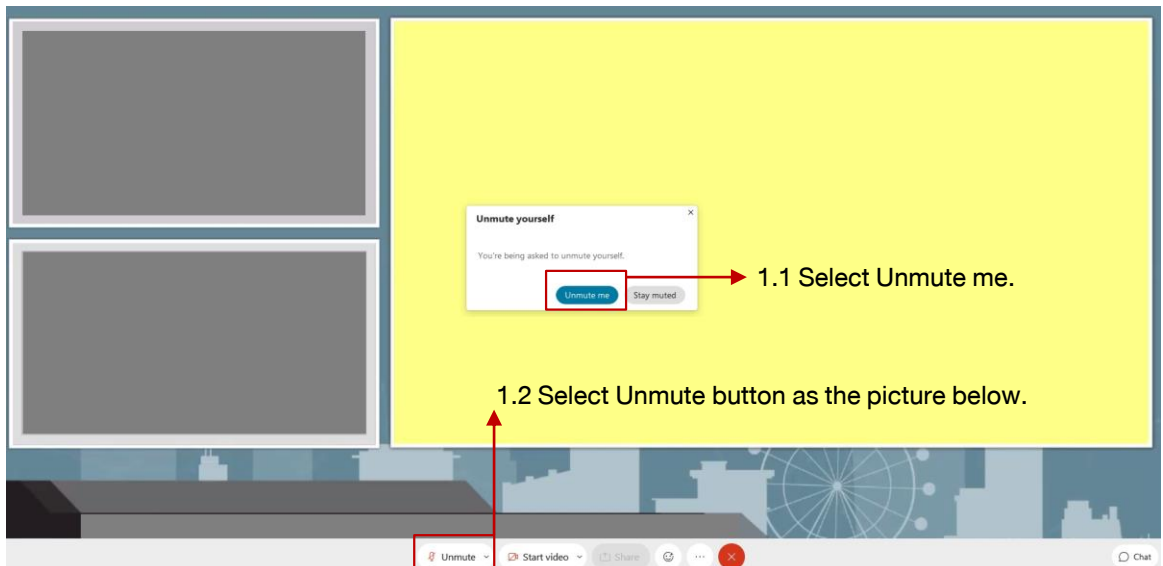 Unmute yourself
You're being asked to unmute yourself.
Unmute me
Stay muted
1.1 Select Unmute me.
1.2 Select Unmute button as the picture below.
Unmute
Start video
Share
Chat